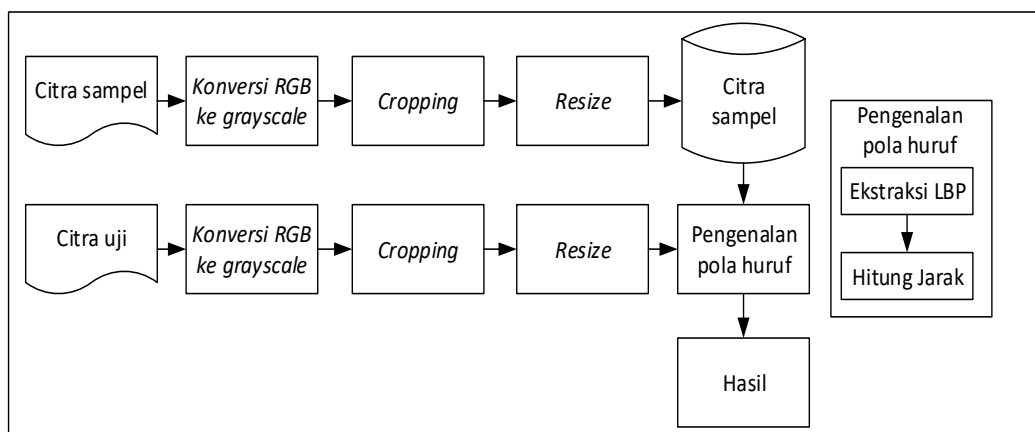 Citra sampel
Konversi RGB
ke grayscale
Cropping
Resize
Citra
sampel
Citra uji
Konversi RGB
ke grayscale
Cropping
Resize
Pengenalan
pola huruf
Hasil
Pengenalan
pola huruf
Ekstraksi LBP
Hitung Jarak